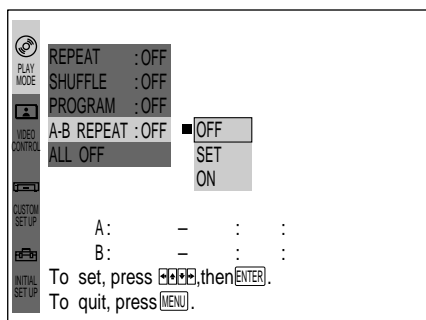 PLAY
MODE
VIDEO
CONTROL
CUSTOM
SET UP
INITIAL
SET UP
REPEAT :OFF
SHUFFLE :OFF
PROGRAM :OFF
A-B REPEAT :OFF
ALL OFF
OFF
SET
ON
A: – : :
B: – : :
To set, press ,then ENTER.
To quit, press MENU.